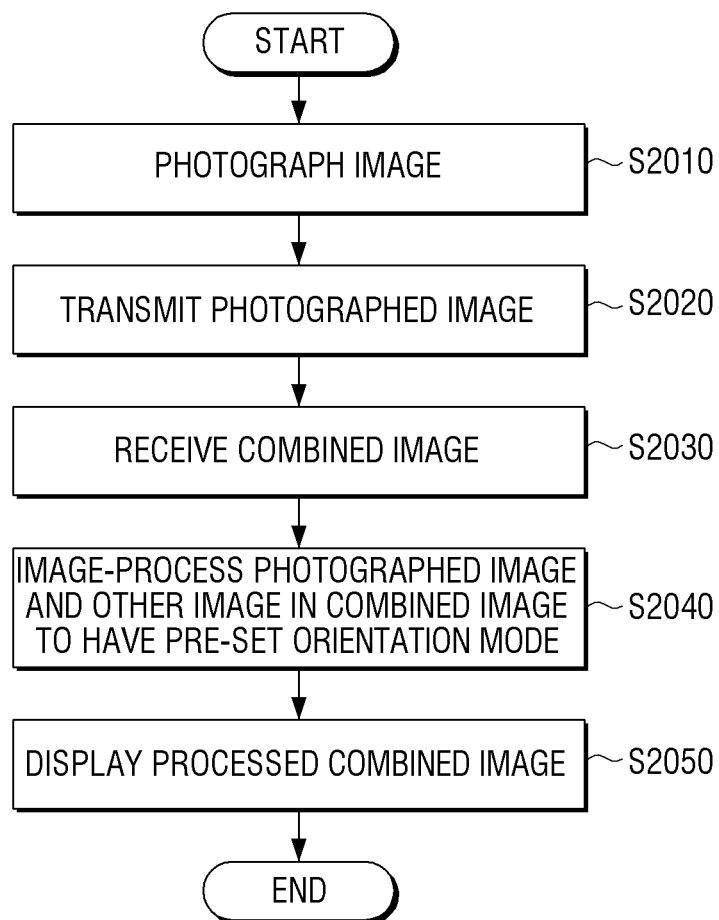 START
PHOTOGRAPH IMAGE
S2010
TRANSMIT PHOTOGRAPHED IMAGE
S2020
RECEIVE COMBINED IMAGE
S2030
IMAGE-PROCESS PHOTOGRAPHED IMAGE
AND OTHER IMAGE IN COMBINED IMAGE
TO HAVE PRE-SET ORIENTATION MODE
S2040
DISPLAY PROCESSED COMBINED IMAGE
S2050
END